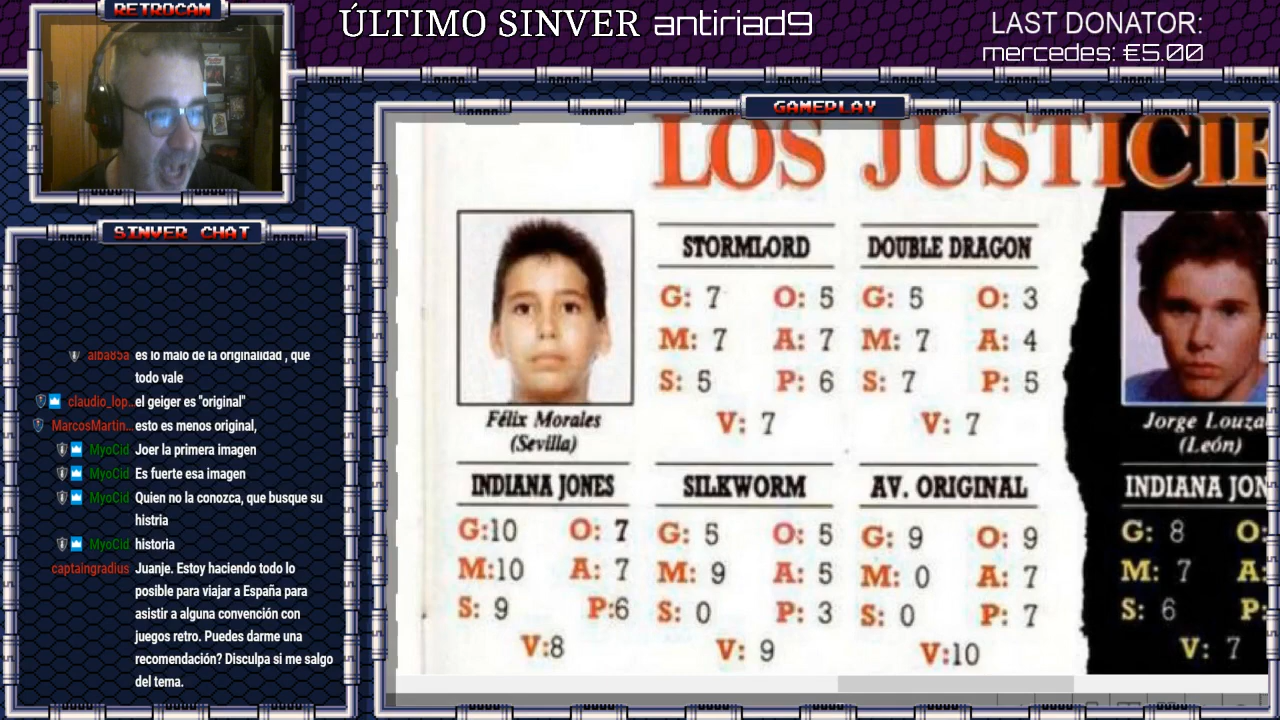 RETROCAM
ÚLTIMO SINVER antiriad9
LAST DONATOR:
mercedes: €5.00
SINVER CHAT
alba85a es lo malo de la originalidad , que
todo vale
claudio_lop... el geiger es "original"
MarcosMartin... esto es menos original,
MyoCid Joer la primera imagen
MyoCid Es fuerte esa imagen
MyoCid Quien no la conozca, que busque su
histria
MyoCid historia
captaingradius Juanje. Estoy haciendo todo lo
posible para viajar a España para
asistir a alguna convención con
juegos retro. Puedes darme una
recomendación? Disculpa si me salgo
del tema.
GAMEPLAY
LOS JUSTICIE
Félix Morales
(Sevilla)
STORMLORD
G: 7 O: 5
M: 7 A: 7
S: 5 P: 6
V: 7
DOUBLE DRAGON
G: 5 O: 3
M: 7 A: 4
S: 7 P: 5
V: 7
INDIANA JONES
G:10 O: 7
M:10 A: 7
S: 9 P:6
V:8
SILKWORM
G: 5 O: 5
M: 9 A: 5
S: 0 P: 3
V: 9
AV. ORIGINAL
G: 9 O: 9
M: 0 A: 7
S: 0 P: 7
V:10
Jorge Louza
(León)
INDIANA JON
G: 8 O:
M: 7 A:
S: 6 P:
V: 7